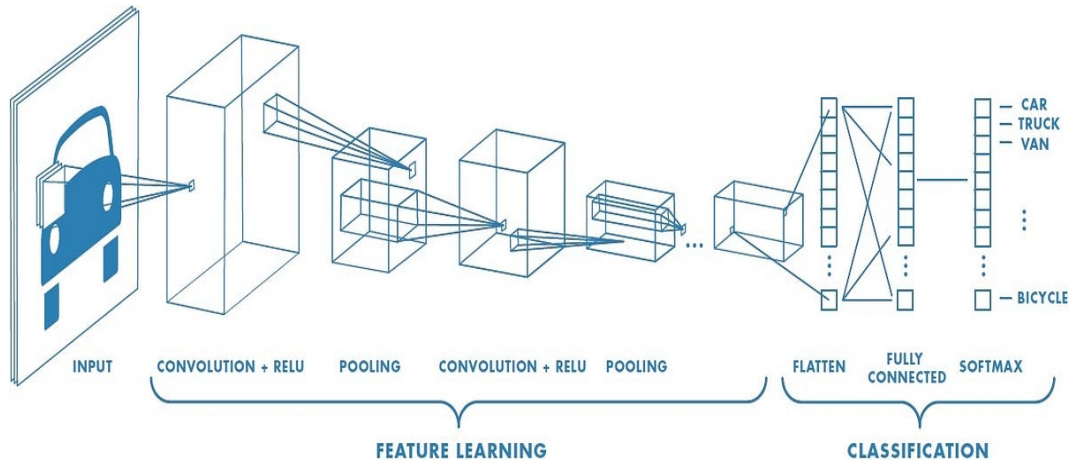 CAR
TRUCK
VAN
BICYCLE
INPUT
CONVOLUTION + RELU
POOLING
CONVOLUTION + RELU
POOLING
FLATTEN
FULLY
CONNECTED
SOFTMAX
FEATURE LEARNING
CLASSIFICATION